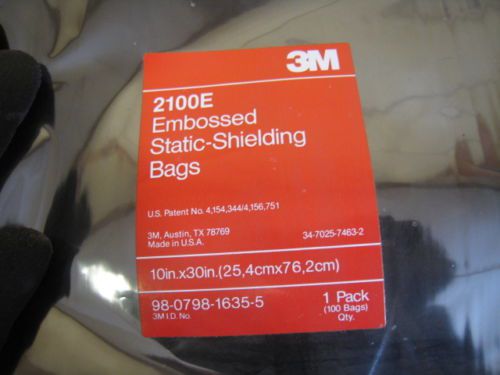 3M
2100E
Embossed
Static-Shielding
Bags
U.S. Patent No. 4,154,344/4,156,751
3M, Austin, TX 78769
Made in U.S.A.
34-7025-7463-2
10in.x30in.(25,4cmx76,2cm)
98-0798-1635-5
3M I.D. No.
1 Pack
(100 Bags)
Qty.